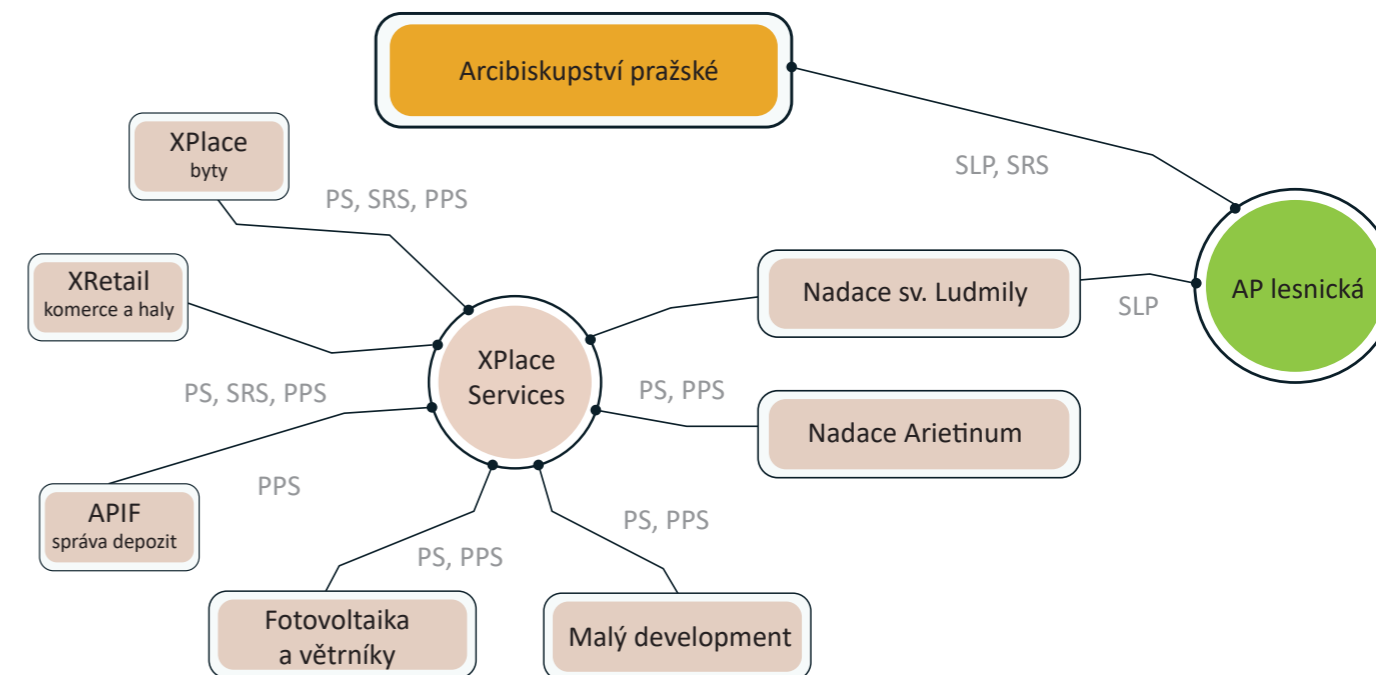 Arcibiskupství pražské
XPlace
byty
PS, SRS, PPS
SLP, SRS
XRetail
komerce a haly
Nadace sv. Ludmily
SLP
AP lesnická
XPlace
Services
PS, SRS, PPS
PS, PPS
Nadace Arietinum
PPS
APIF
správa depozit
PS, PPS
PS, PPS
Fotovoltaika
a větrníky
Malý development